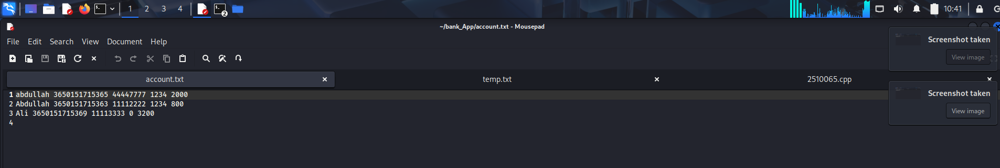 1 2 3 4 2 10:41
~/bank_App/account.txt - Mousepad
File Edit Search View Document Help
Screenshot taken
View image
account.txt temp.txt 2510065.cpp
1 abdullah 3650151715365 44447777 1234 2000
2 Abdullah 3650151715363 11112222 1234 800
3 Ali 3650151715369 11113333 0 3200
4
Screenshot taken
View image